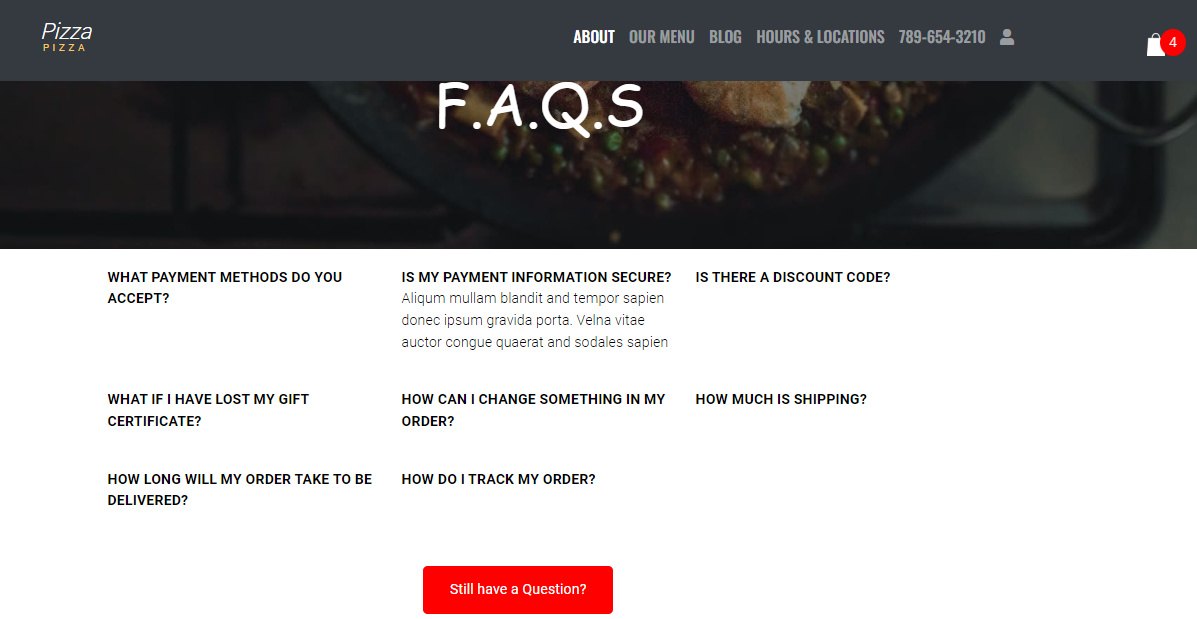 Pizza
PIZZA
ABOUT OUR MENU BLOG HOURS & LOCATIONS 789-654-3210
4
F.A.Q.S
WHAT PAYMENT METHODS DO YOU
ACCEPT?
IS MY PAYMENT INFORMATION SECURE?
Aliqum mullam blandit and tempor sapien
donec ipsum gravida porta. Velna vitae
auctor congue quaerat and sodales sapien
IS THERE A DISCOUNT CODE?
WHAT IF I HAVE LOST MY GIFT
CERTIFICATE?
HOW CAN I CHANGE SOMETHING IN MY
ORDER?
HOW MUCH IS SHIPPING?
HOW LONG WILL MY ORDER TAKE TO BE
DELIVERED?
HOW DO I TRACK MY ORDER?
Still have a Question?